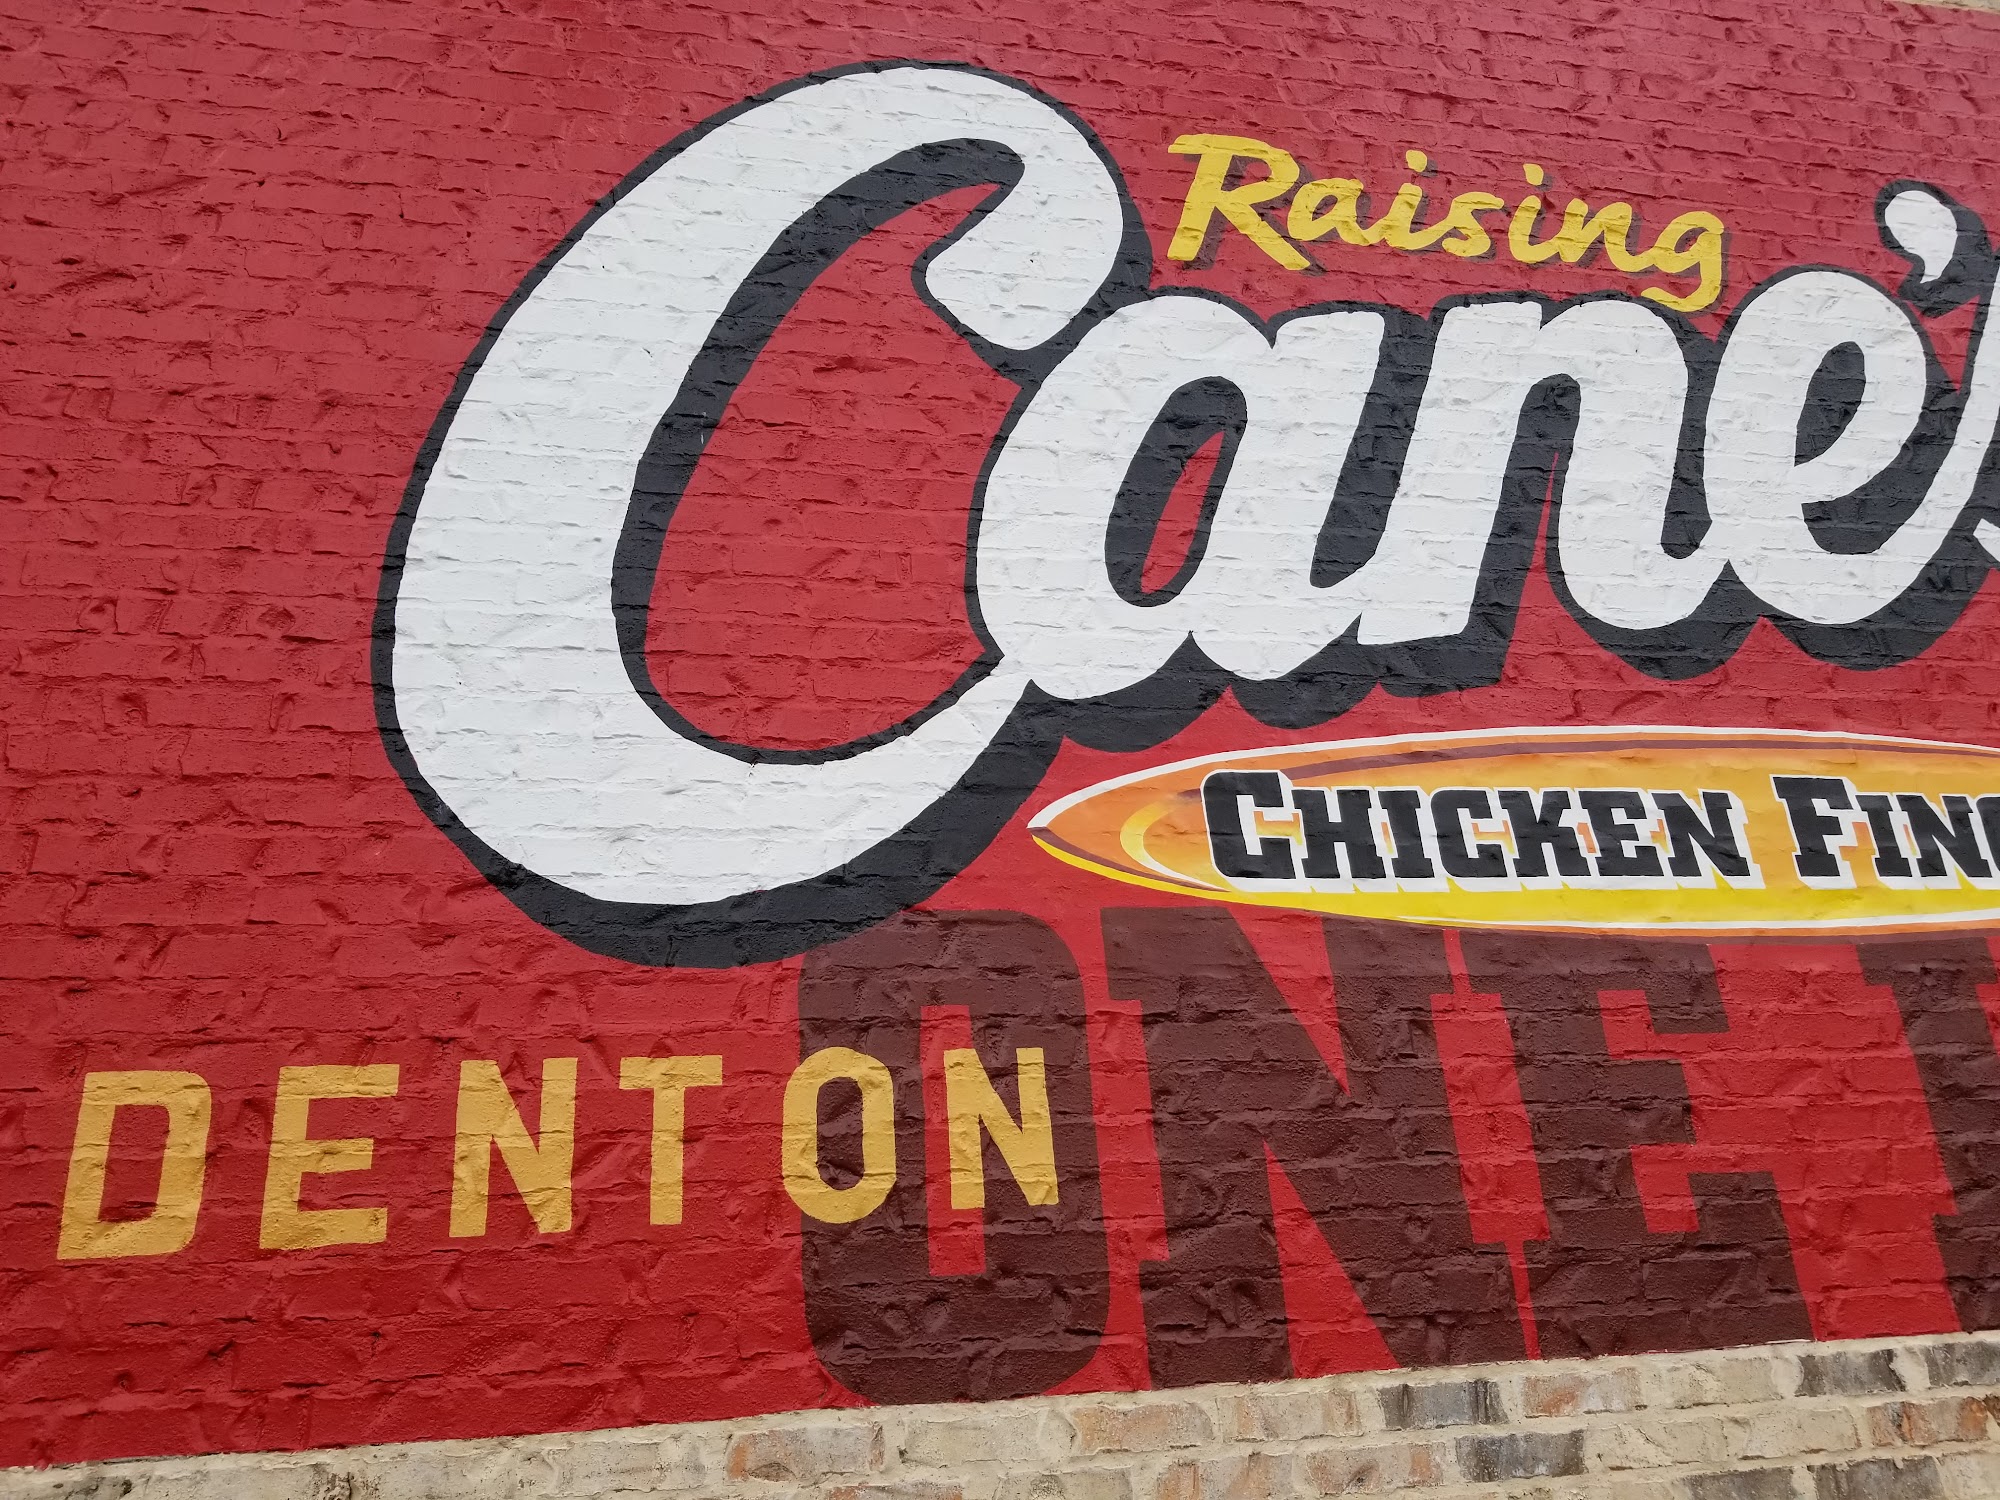 Raising
Cane's
CHICKEN FING
ONE
DENTON